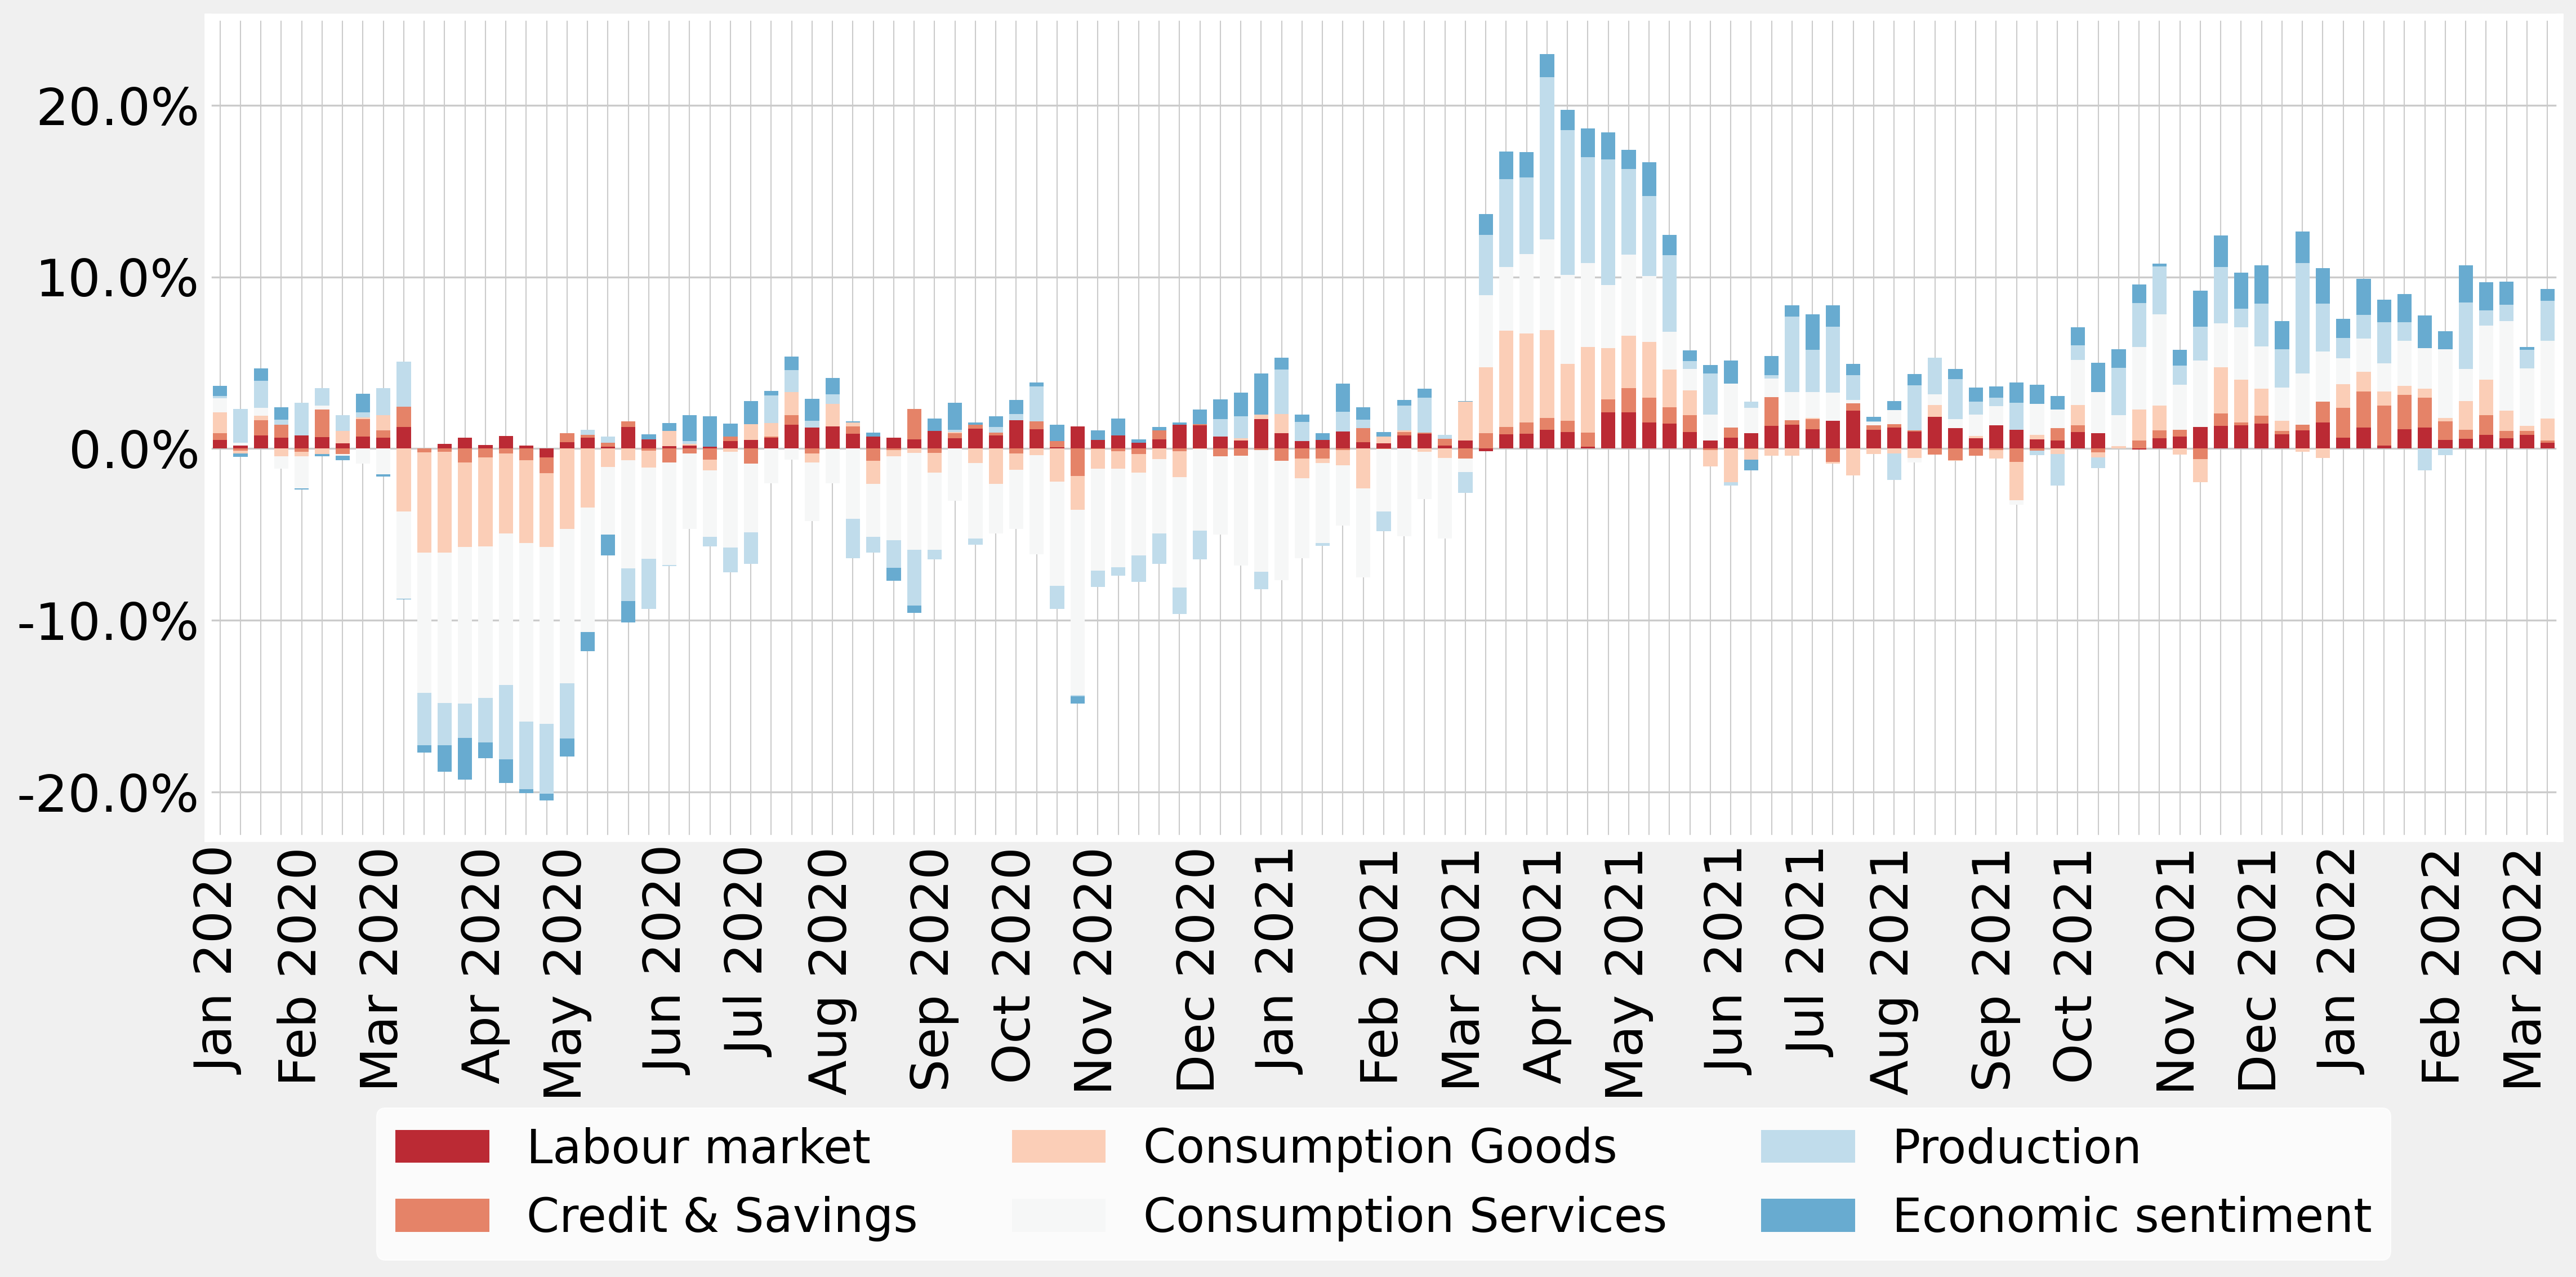 20.0%
10.0%
0.0%
-10.0%
-20.0%
Jan 2020
Feb 2020
Mar 2020
Apr 2020
May 2020
Jun 2020
Jul 2020
Aug 2020
Sep 2020
Oct 2020
Nov 2020
Dec 2020
Jan 2021
Feb 2021
Mar 2021
Apr 2021
May 2021
Jun 2021
Jul 2021
Aug 2021
Sep 2021
Oct 2021
Nov 2021
Dec 2021
Jan 2022
Feb 2022
Mar 2022
Labour market
Credit & Savings
Consumption Goods
Consumption Services
Production
Economic sentiment